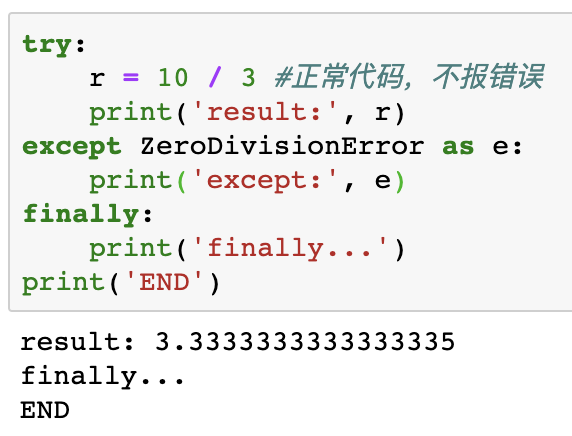 try:
    r = 10 / 3 #正常代码，不报错误
    print('result:', r)
except ZeroDivisionError as e:
    print('except:', e)
finally:
    print('finally...')
print('END')
result: 3.3333333333333335
finally...
END